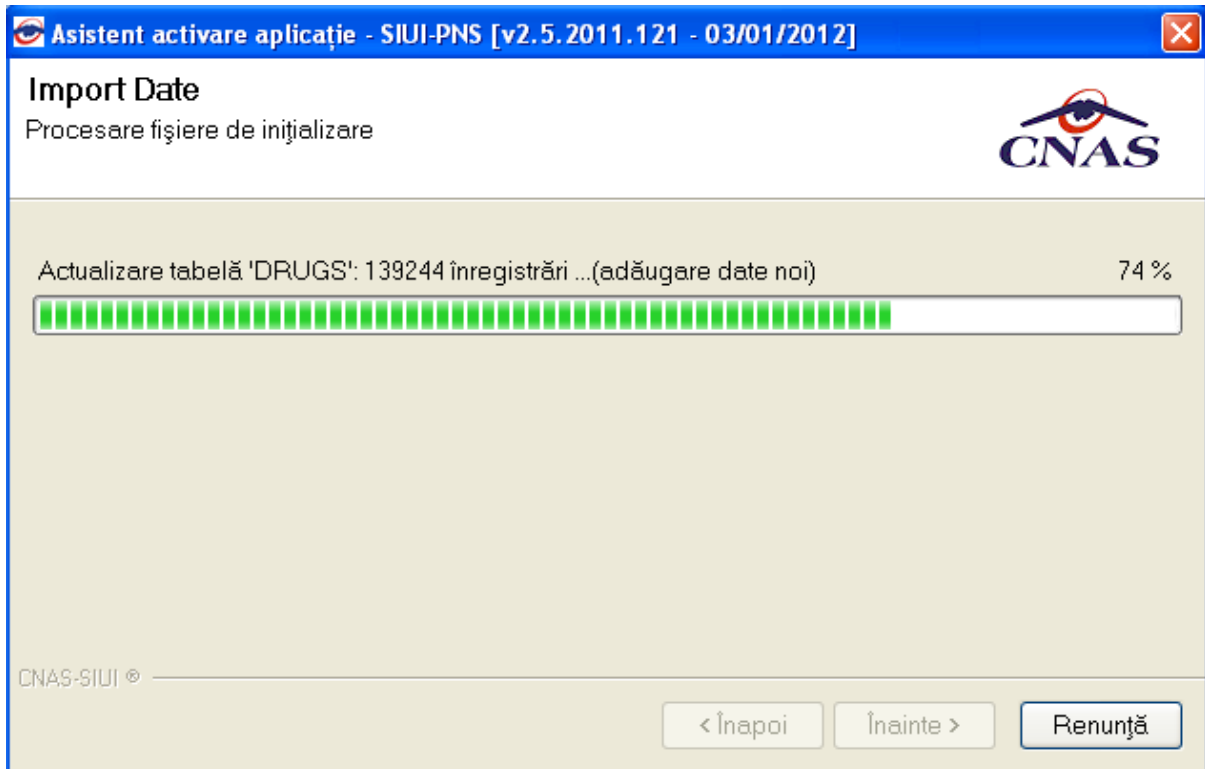 Asistent activare aplicație - SIUI-PNS [v2.5.2011.121 - 03/01/2012]
Import Date
Procesare fişiere de iniţializare
CNAS
Actualizare tabelă 'DRUGS': 139244 înregistrări ...(adăugare date noi) 74 %
CNAS-SIUI ®
< Înapoi Înainte > Renunţă